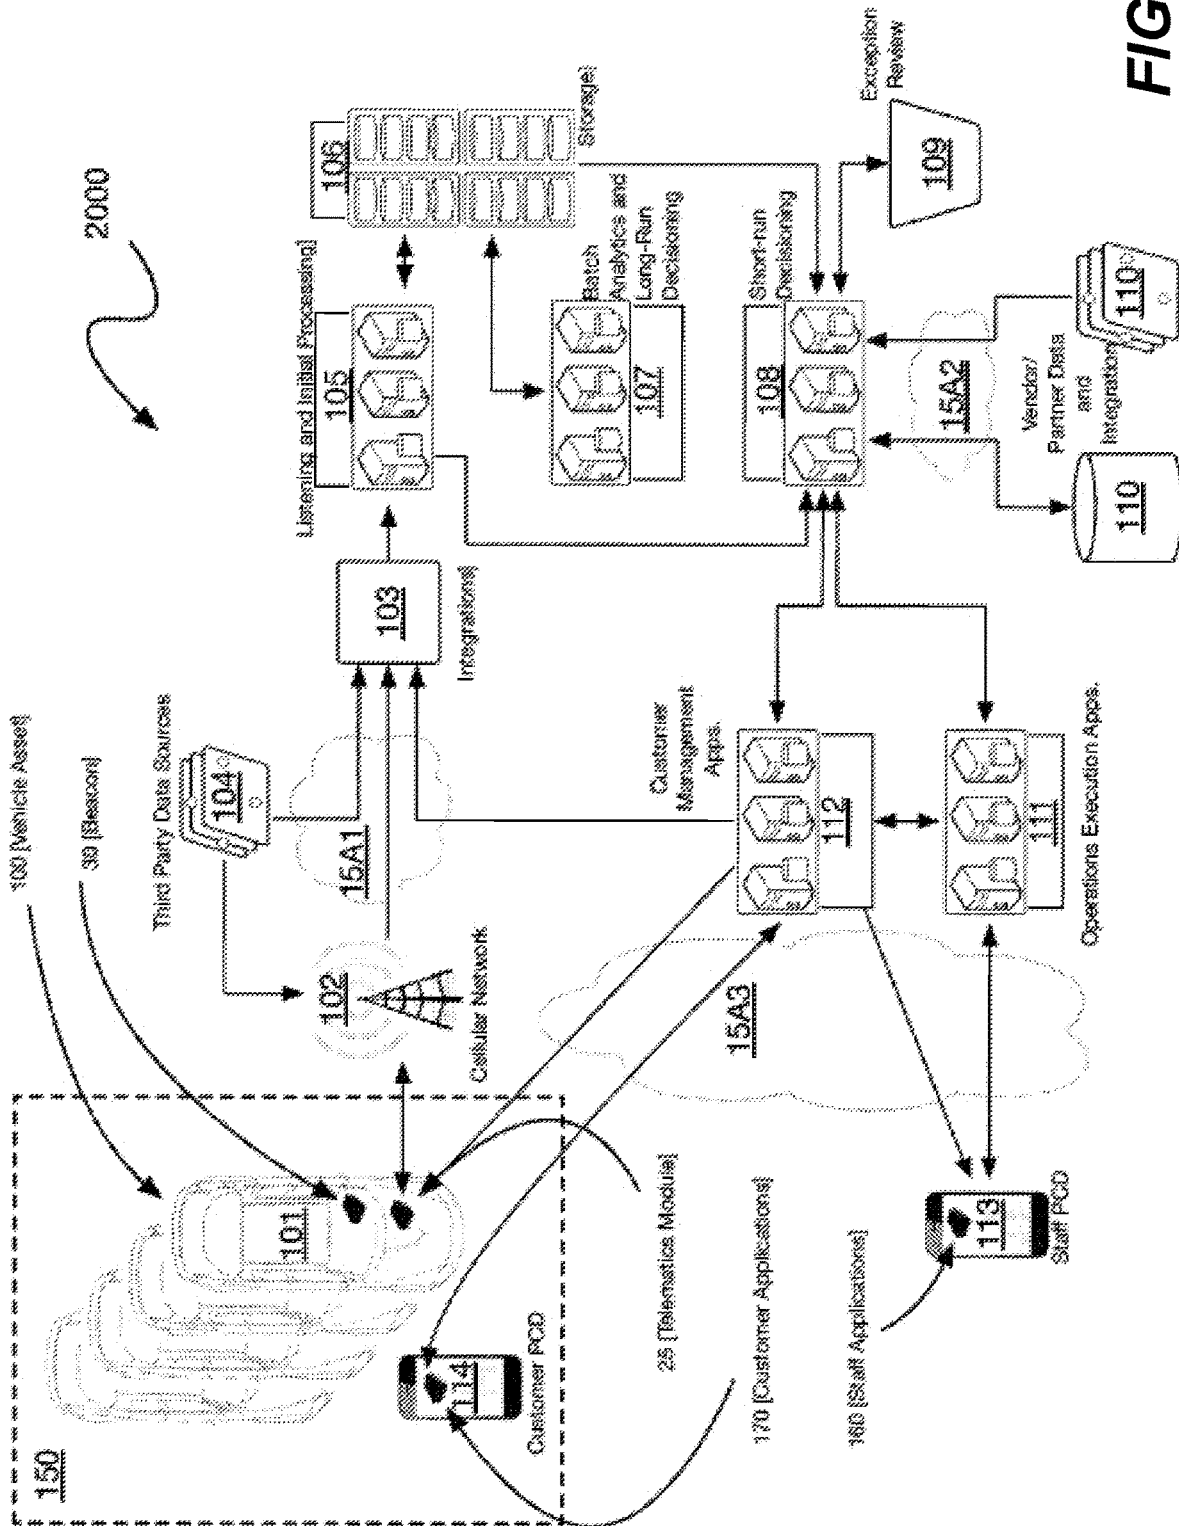 2000
100 [Vehicle Asset]
30 [Beacon]
Third Party Data Sources
104
Listening and Initial Processing]
105
106
Storage]
150
101
102
Cellular Network
15A1
103
Integrations]
Batch
Analytics and
Long-Run
Decisioning
107
114
Customer PCD
Customer
Management
Apps.
112
Short-run
Decisioning
108
Exception
Review
109
25 [Telematics Module]
15A3
15A2
170 [Customer Applications]
Vendor/
Partner Data
and
Integration
110
110
160 [Staff Applications]
113
Staff PCD
111
Operations Execution Apps.
FIG